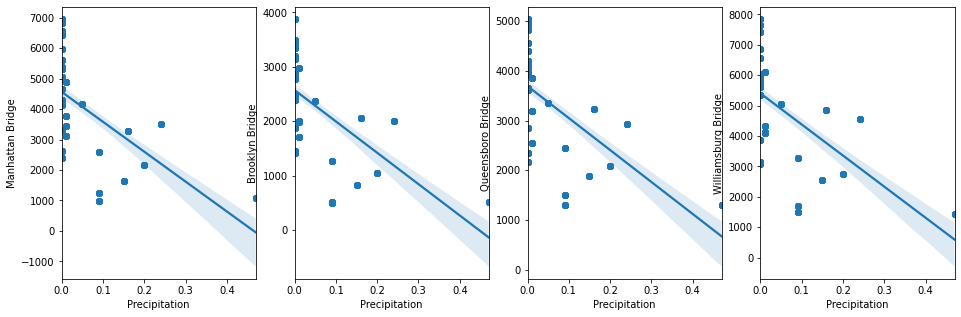 7000
6000
5000
4000
3000
2000
1000
0
−1000
Manhattan Bridge
0.0 0.1 0.2 0.3 0.4
Precipitation
4000
3000
2000
1000
0
Brooklyn Bridge
0.0 0.1 0.2 0.3 0.4
Precipitation
5000
4000
3000
2000
1000
0
Queensboro Bridge
0.0 0.1 0.2 0.3 0.4
Precipitation
8000
7000
6000
5000
4000
3000
2000
1000
0
Williamsburg Bridge
0.0 0.1 0.2 0.3 0.4
Precipitation